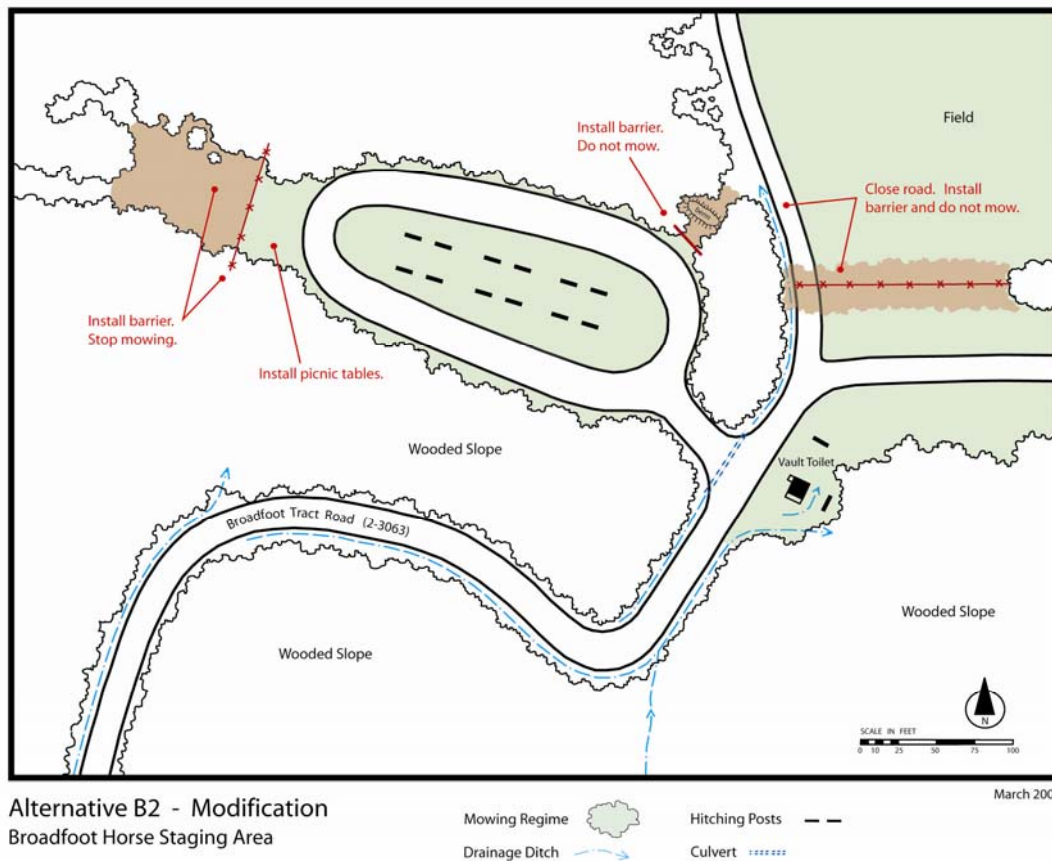 Field
Install barrier.
Do not mow.
Close road. Install
barrier and do not mow.
Install barrier.
Stop mowing.
Install picnic tables.
Wooded Slope
Vault Toilet
Broadfoot Tract Road (2-3063)
Wooded Slope
Wooded Slope
N
SCALE IN FEET
0 10 25 50 75 100
Alternative B2 - Modification
Broadfoot Horse Staging Area
March 200
Mowing Regime
Hitching Posts
Drainage Ditch
Culvert